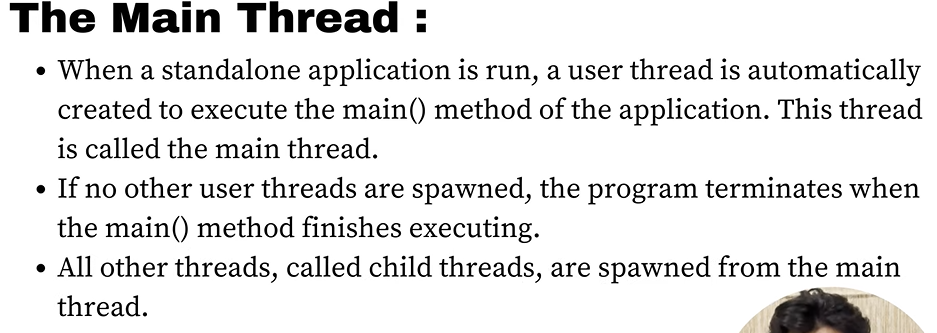 The Main Thread :
• When a standalone application is run, a user thread is automatically
created to execute the main() method of the application. This thread
is called the main thread.
• If no other user threads are spawned, the program terminates when
the main() method finishes executing.
• All other threads, called child threads, are spawned from the main
thread.